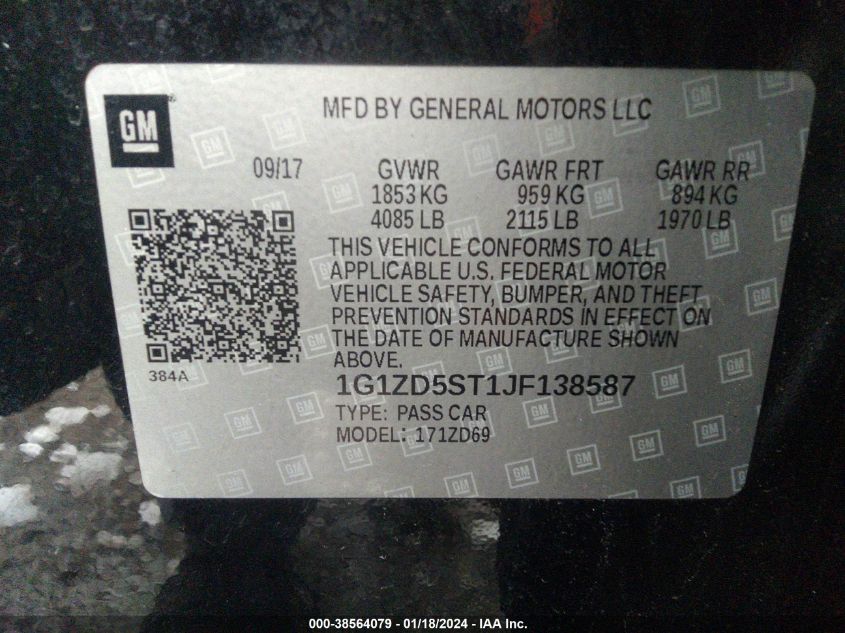 GM
MFD BY GENERAL MOTORS LLC
09/17 GVWR GAWR FRT GAWR RR
1853 KG 959 KG 894 KG
4085 LB 2115 LB 1970 LB
THIS VEHICLE CONFORMS TO ALL
APPLICABLE U.S. FEDERAL MOTOR
VEHICLE SAFETY, BUMPER, AND THEFT
PREVENTION STANDARDS IN EFFECT ON
THE DATE OF MANUFACTURE SHOWN
ABOVE.
384A
1G1ZD5ST1JF138587
TYPE: PASS CAR
MODEL: 171ZD69
000-38564079 - 01/18/2024 - IAA Inc.